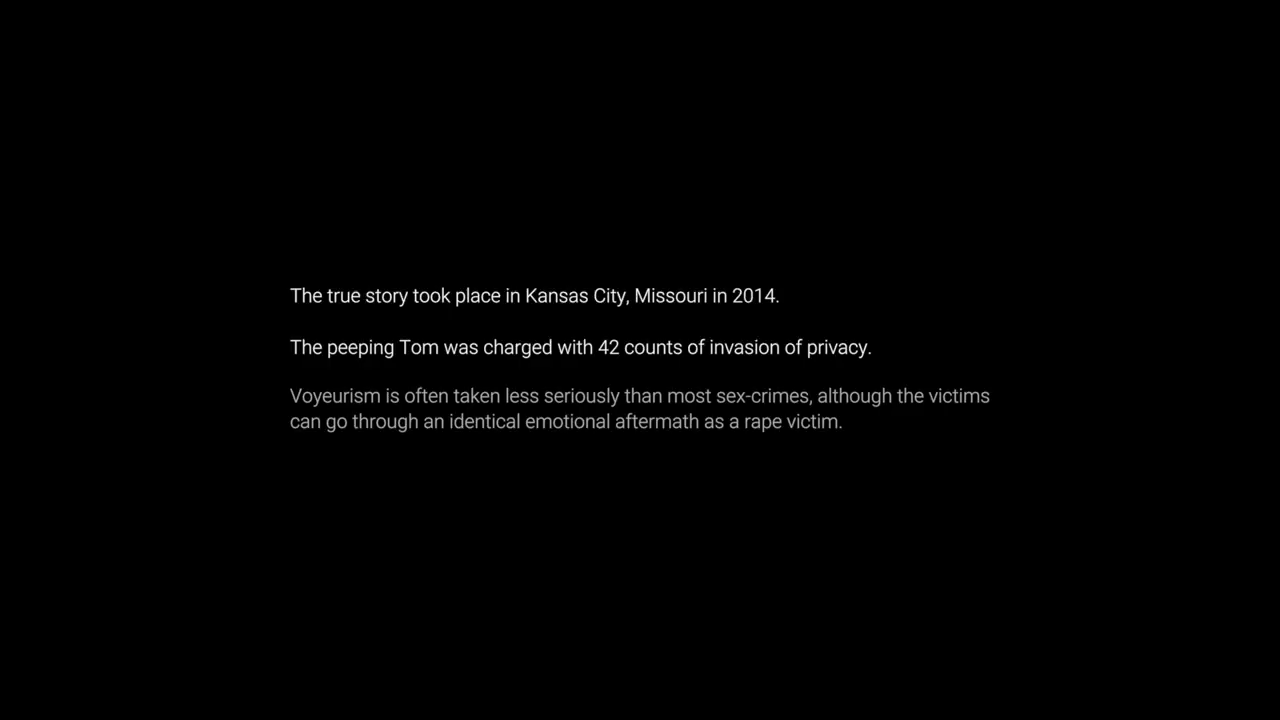 The true story took place in Kansas City, Missouri in 2014.
The peeping Tom was charged with 42 counts of invasion of privacy.
Voyeurism is often taken less seriously than most sex-crimes, although the victims
can go through an identical emotional aftermath as a rape victim.